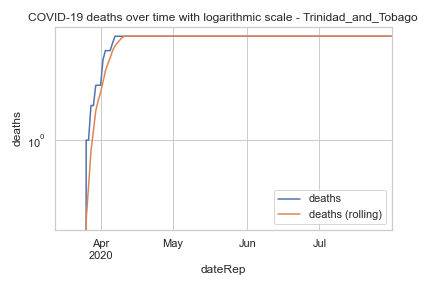 COVID-19 deaths over time with logarithmic scale - Trinidad_and_Tobago
deaths
10⁰
deaths
deaths (rolling)
Apr May Jun Jul
2020
dateRep